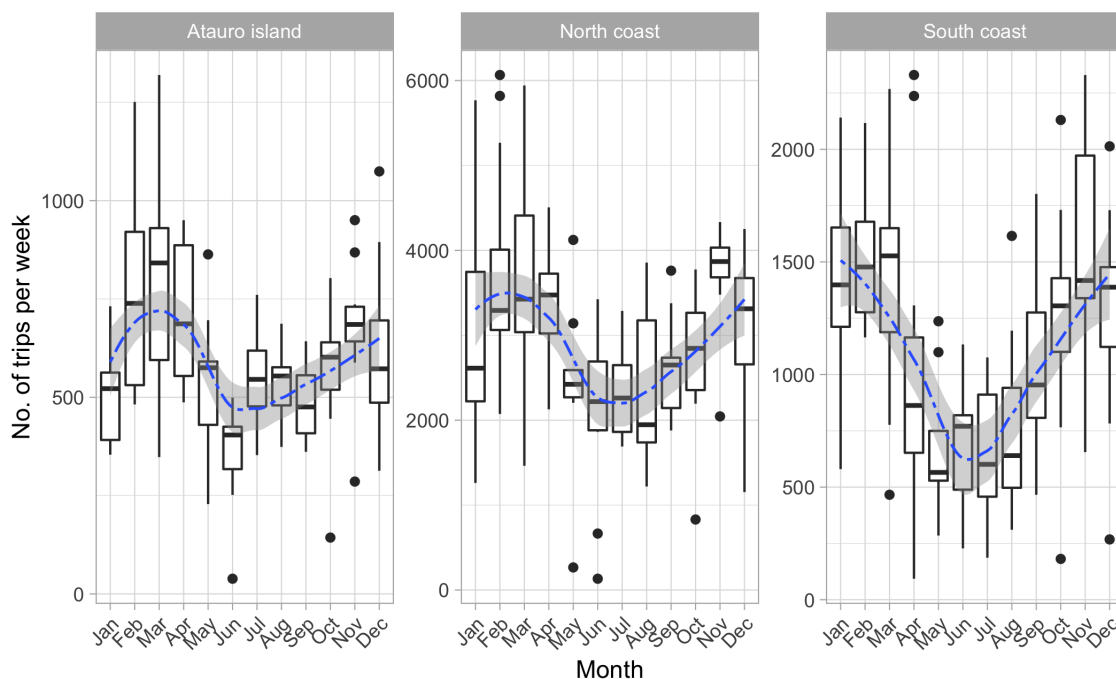 Atauro island
North coast
South coast
No. of trips per week
1000
500
0
Jan
Feb
Mar
Apr
May
Jun
Jul
Aug
Sep
Oct
Nov
Dec
6000
4000
2000
0
Jan
Feb
Mar
Apr
May
Jun
Jul
Aug
Sep
Oct
Nov
Dec
2000
1500
1000
500
0
Jan
Feb
Mar
Apr
May
Jun
Jul
Aug
Sep
Oct
Nov
Dec
Month